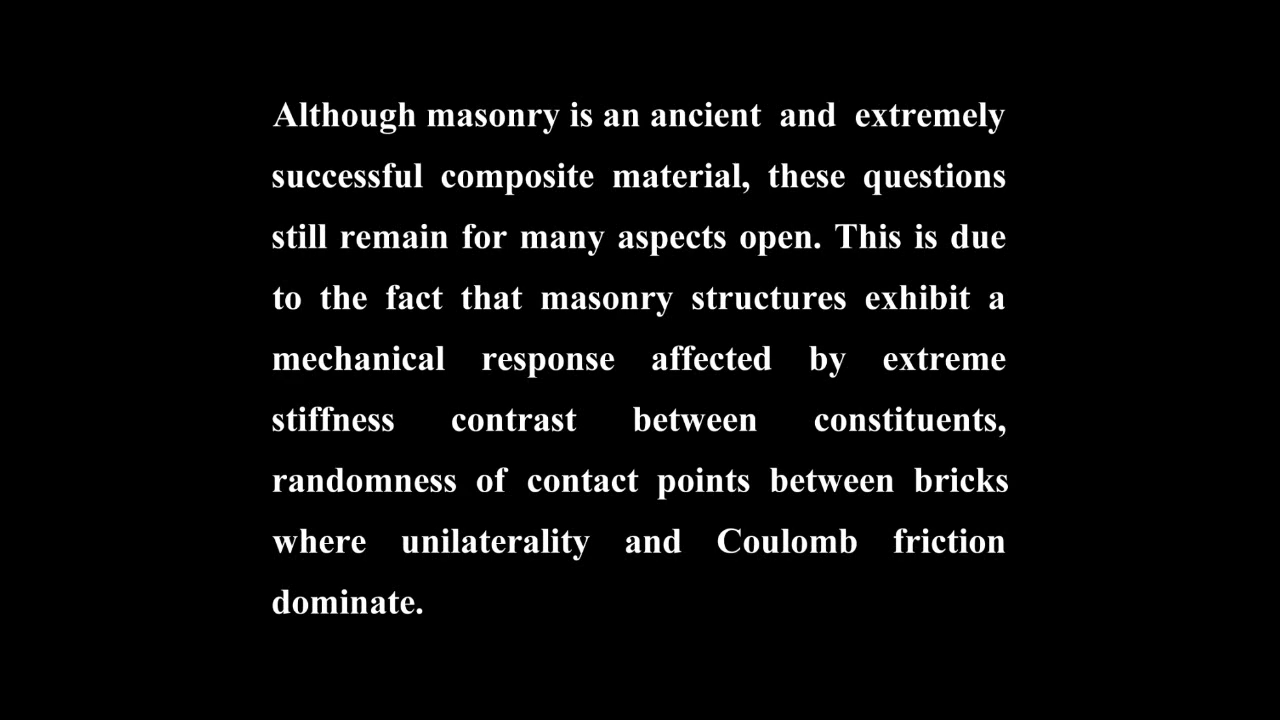 Although masonry is an ancient and extremely
successful composite material, these questions
still remain for many aspects open. This is due
to the fact that masonry structures exhibit a
mechanical response affected by extreme
stiffness contrast between constituents,
randomness of contact points between bricks
where unilaterality and Coulomb friction
dominate.